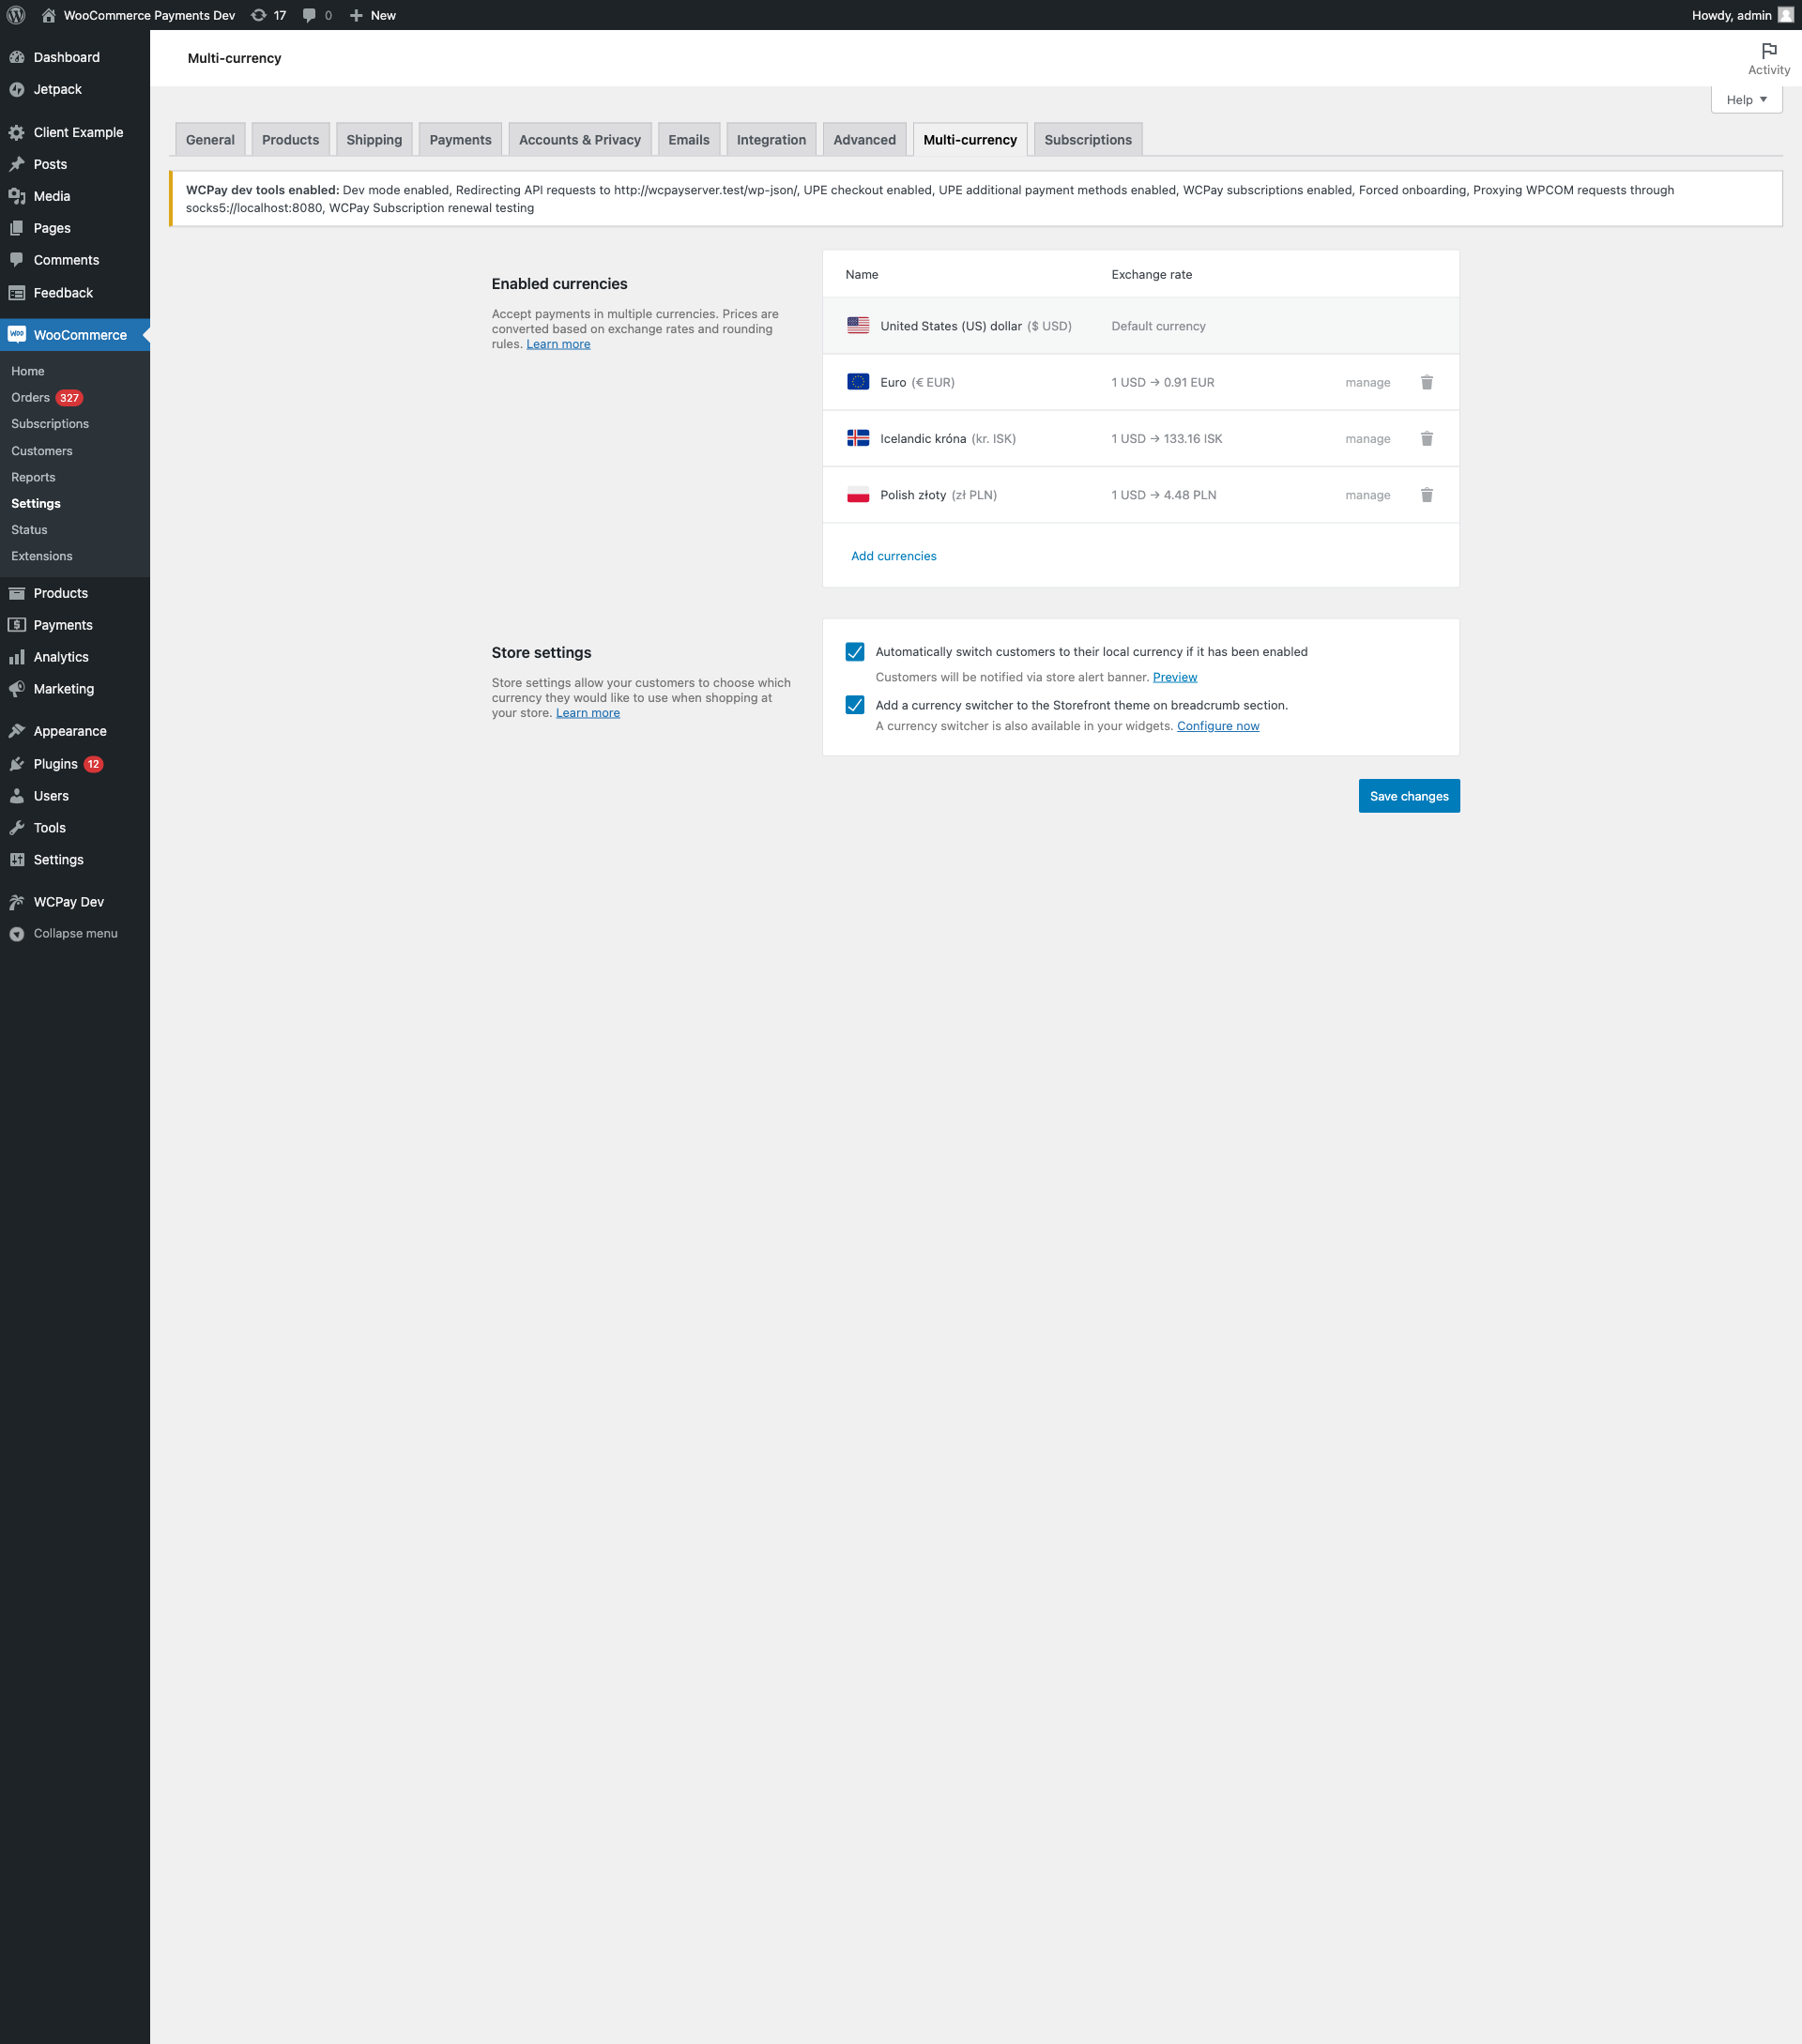 WooCommerce Payments Dev 17 0 New Howdy, admin
Dashboard
Jetpack
Client Example
Posts
Media
Pages
Comments
Feedback
WooCommerce
Home
Orders 327
Subscriptions
Customers
Reports
Settings
Status
Extensions
Products
Payments
Analytics
Marketing
Appearance
Plugins 12
Users
Tools
Settings
WCPay Dev
Collapse menu
Multi-currency
Activity
Help
General Products Shipping Payments Accounts & Privacy Emails Integration Advanced Multi-currency Subscriptions
WCPay dev tools enabled: Dev mode enabled, Redirecting API requests to http://wcpayserver.test/wp-json/, UPE checkout enabled, UPE additional payment methods enabled, WCPay subscriptions enabled, Forced onboarding, Proxying WPCOM requests through
socks5://localhost:8080, WCPay Subscription renewal testing
Enabled currencies
Accept payments in multiple currencies. Prices are
converted based on exchange rates and rounding
rules. Learn more
Name Exchange rate
United States (US) dollar ($ USD) Default currency
Euro (€ EUR) 1 USD → 0.91 EUR manage
Icelandic króna (kr. ISK) 1 USD → 133.16 ISK manage
Polish złoty (zł PLN) 1 USD → 4.48 PLN manage
Add currencies
Store settings
Store settings allow your customers to choose which
currency they would like to use when shopping at
your store. Learn more
Automatically switch customers to their local currency if it has been enabled
Customers will be notified via store alert banner. Preview
Add a currency switcher to the Storefront theme on breadcrumb section.
A currency switcher is also available in your widgets. Configure now
Save changes